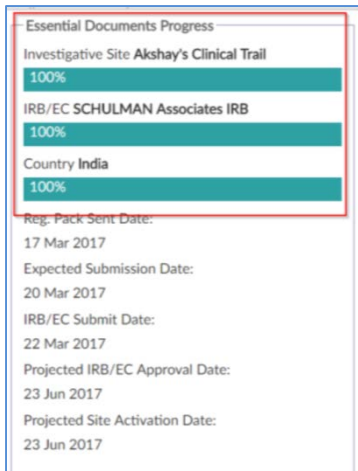 Essential Documents Progress
Investigative Site Akshay's Clinical Trail
100%
IRB/EC SCHULMAN Associates IRB
100%
Country India
100%
Reg. Pack Sent Date:
17 Mar 2017
Expected Submission Date:
20 Mar 2017
IRB/EC Submit Date:
22 Mar 2017
Projected IRB/EC Approval Date:
23 Jun 2017
Projected Site Activation Date:
23 Jun 2017